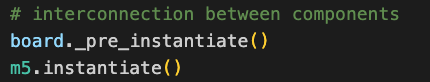 # interconnection between components
board._pre_instantiate()
m5.instantiate()